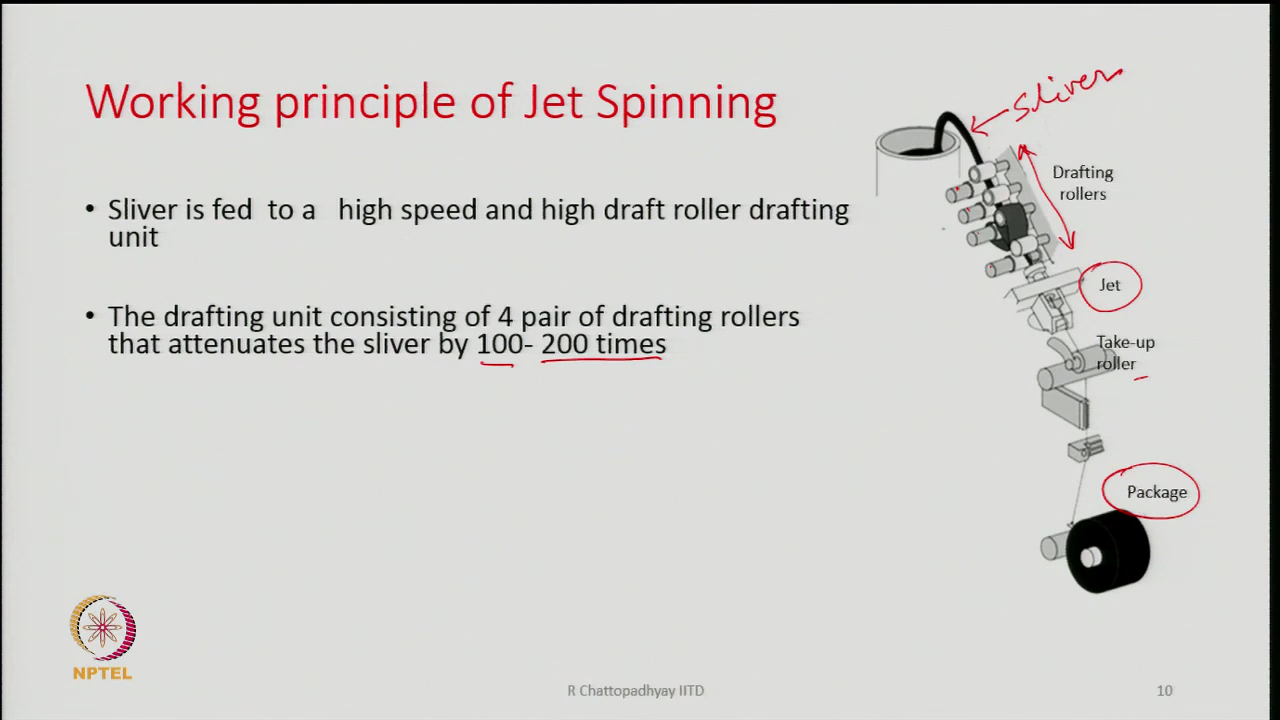 Working principle of Jet Spinning
• Sliver is fed to a high speed and high draft roller drafting
unit
• The drafting unit consisting of 4 pair of drafting rollers
that attenuates the sliver by 100- 200 times
Sliver
Drafting
rollers
Jet
Take-up
roller
Package
NPTEL
R Chattopadhyay IITD
10